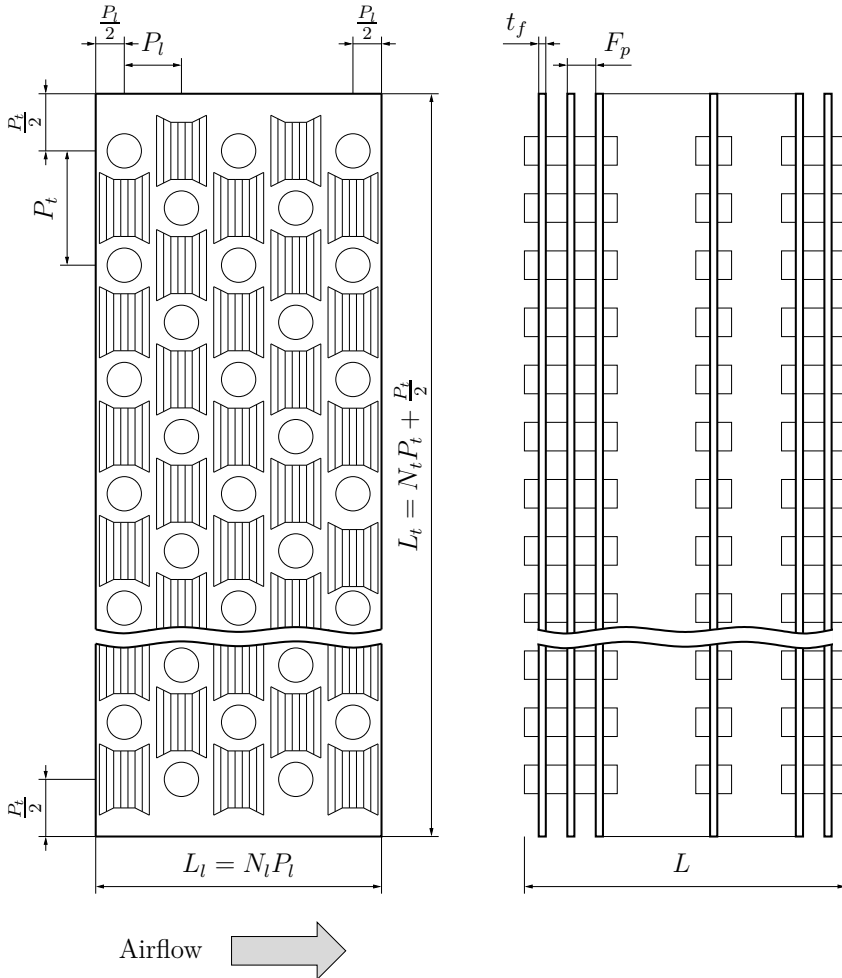 P_l/2
P_l
P_l/2
t_f
F_p
P_t/2
P_t
L_t = N_t P_t + P_t/2
P_t/2
L_l = N_l P_l
L
Airflow